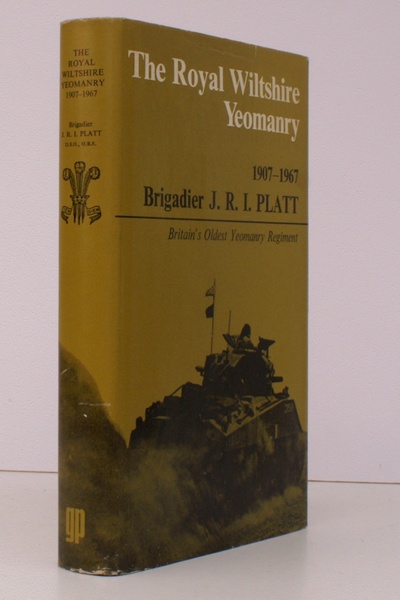 THE
ROYAL
WILTSHIRE
YEOMANRY
1907-1967
Brigadier
J. R. I. PLATT
D.S.O., O.B.E.
gp
The Royal Wiltshire
Yeomanry
1907–1967
Brigadier J. R. I. PLATT
Britain's Oldest Yeomanry Regiment